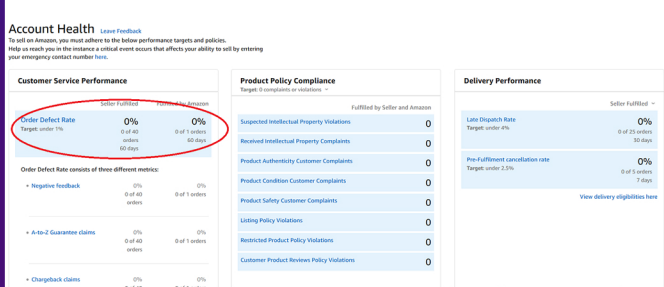 Account Health Leave Feedback
To sell on Amazon, you must adhere to the below performance targets and policies.
Help us reach you in the instance a critical event occurs that affects your ability to sell by entering
your emergency contact number here.
Customer Service Performance
Seller Fulfilled Fulfilled by Amazon
Order Defect Rate 0% 0%
Target: under 1% 0 of 40 0 of 1 orders
orders 60 days
60 days
Order Defect Rate consists of three different metrics:
Negative feedback 0% 0%
0 of 40 0 of 1 orders
orders
A-to-Z Guarantee claims 0% 0%
0 of 40 0 of 1 orders
orders
Chargeback claims 0% 0%
Product Policy Compliance
Target: 0 complaints or violations
Fulfilled by Seller and Amazon
Suspected Intellectual Property Violations 0
Received Intellectual Property Complaints 0
Product Authenticity Customer Complaints 0
Product Condition Customer Complaints 0
Product Safety Customer Complaints 0
Listing Policy Violations 0
Restricted Product Policy Violations 0
Customer Product Reviews Policy Violations 0
Delivery Performance
Seller Fulfilled
Late Dispatch Rate 0%
Target: under 4% 0 of 25 orders
30 days
Pre-Fulfilment cancellation rate 0%
Target: under 2.5% 0 of 5 orders
7 days
View delivery eligibilities here